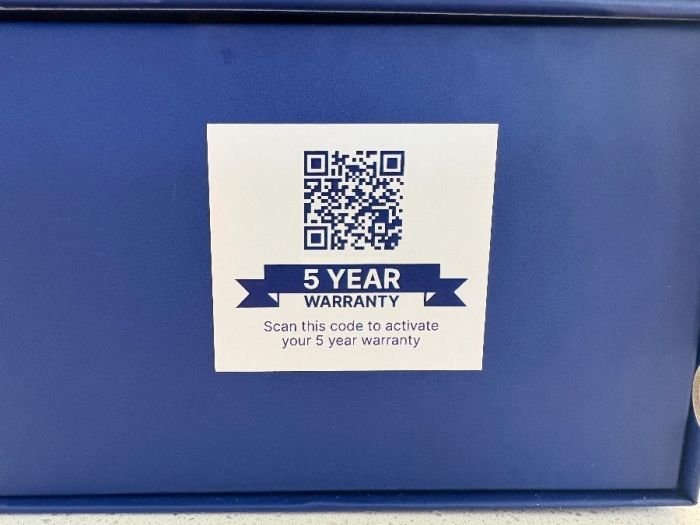 5 YEAR
WARRANTY
Scan this code to activate
your 5 year warranty